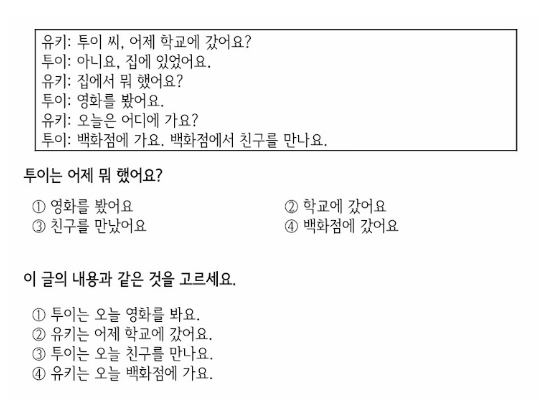 유키: 투이 씨, 어제 학교에 갔어요?
투이: 아니요, 집에 있었어요.
유키: 집에서 뭐 했어요?
투이: 영화를 봤어요.
유키: 오늘은 어디에 가요?
투이: 백화점에 가요. 백화점에서 친구를 만나요.
투이는 어제 뭐 했어요?
① 영화를 봤어요 ② 학교에 갔어요
③ 친구를 만났어요 ④ 백화점에 갔어요
이 글의 내용과 같은 것을 고르세요.
① 투이는 오늘 영화를 봐요.
② 유키는 어제 학교에 갔어요.
③ 투이는 오늘 친구를 만나요.
④ 유키는 오늘 백화점에 가요.